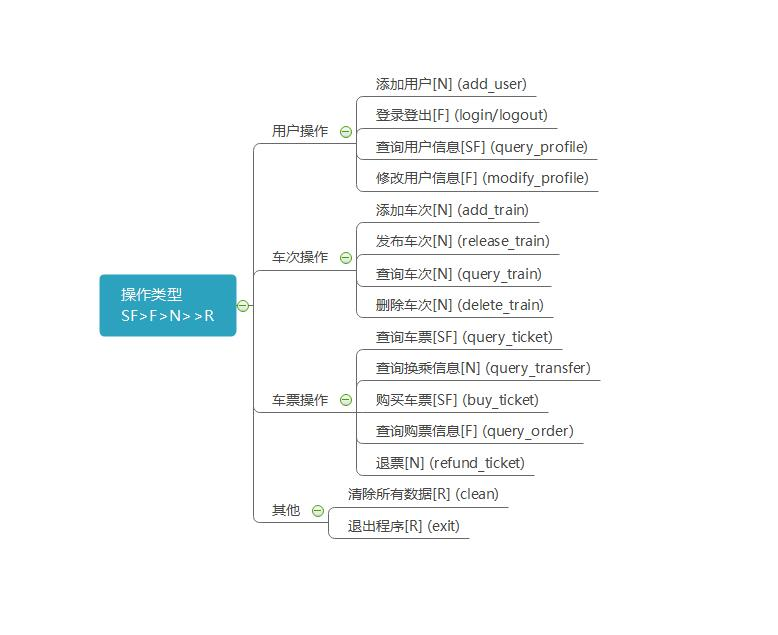 操作类型
SF>F>N>>R
用户操作
添加用户[N] (add_user)
登录登出[F] (login/logout)
查询用户信息[SF] (query_profile)
修改用户信息[F] (modify_profile)
车次操作
添加车次[N] (add_train)
发布车次[N] (release_train)
查询车次[N] (query_train)
删除车次[N] (delete_train)
车票操作
查询车票[SF] (query_ticket)
查询换乘信息[N] (query_transfer)
购买车票[SF] (buy_ticket)
查询购票信息[F] (query_order)
退票[N] (refund_ticket)
其他
清除所有数据[R] (clean)
退出程序[R] (exit)